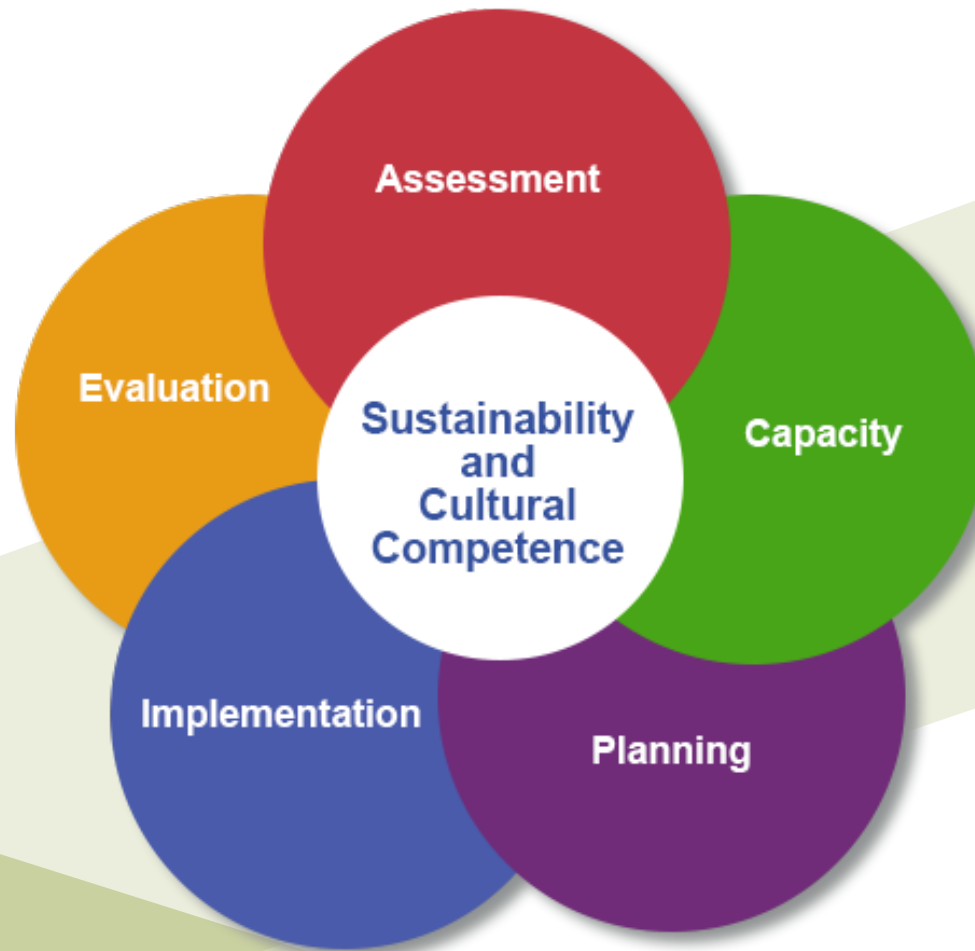 Assessment
Evaluation
Capacity
Sustainability
and
Cultural
Competence
Implementation
Planning